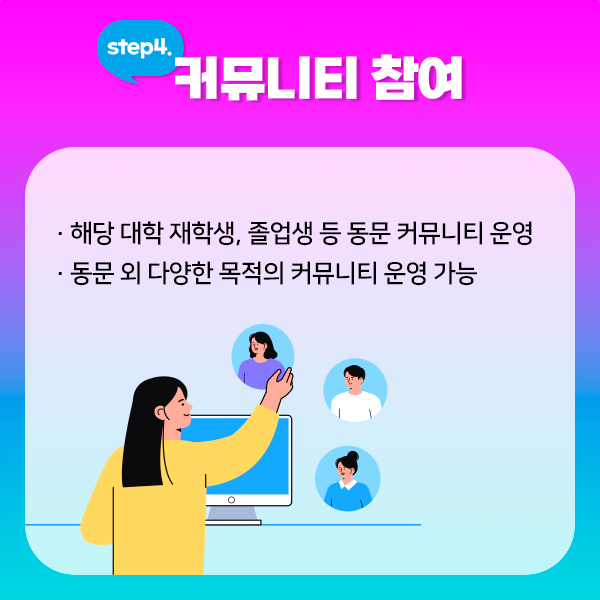 step4.
커뮤니티 참여
· 해당 대학 재학생, 졸업생 등 동문 커뮤니티 운영
· 동문 외 다양한 목적의 커뮤니티 운영 가능